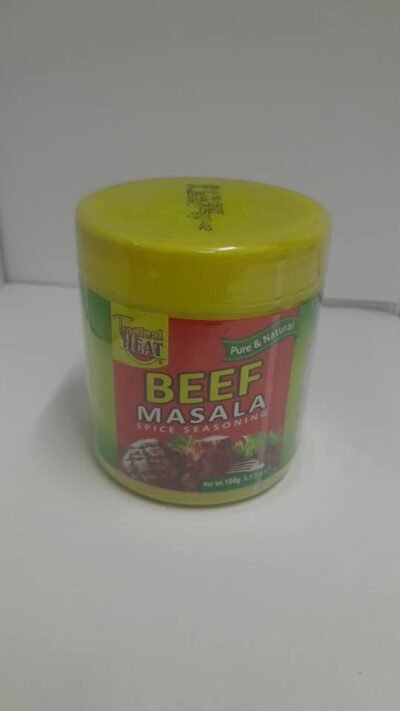 Tropical
HEAT
Pure & Natural
BEEF
MASALA
SPICE SEASONING
Net Wt 100g